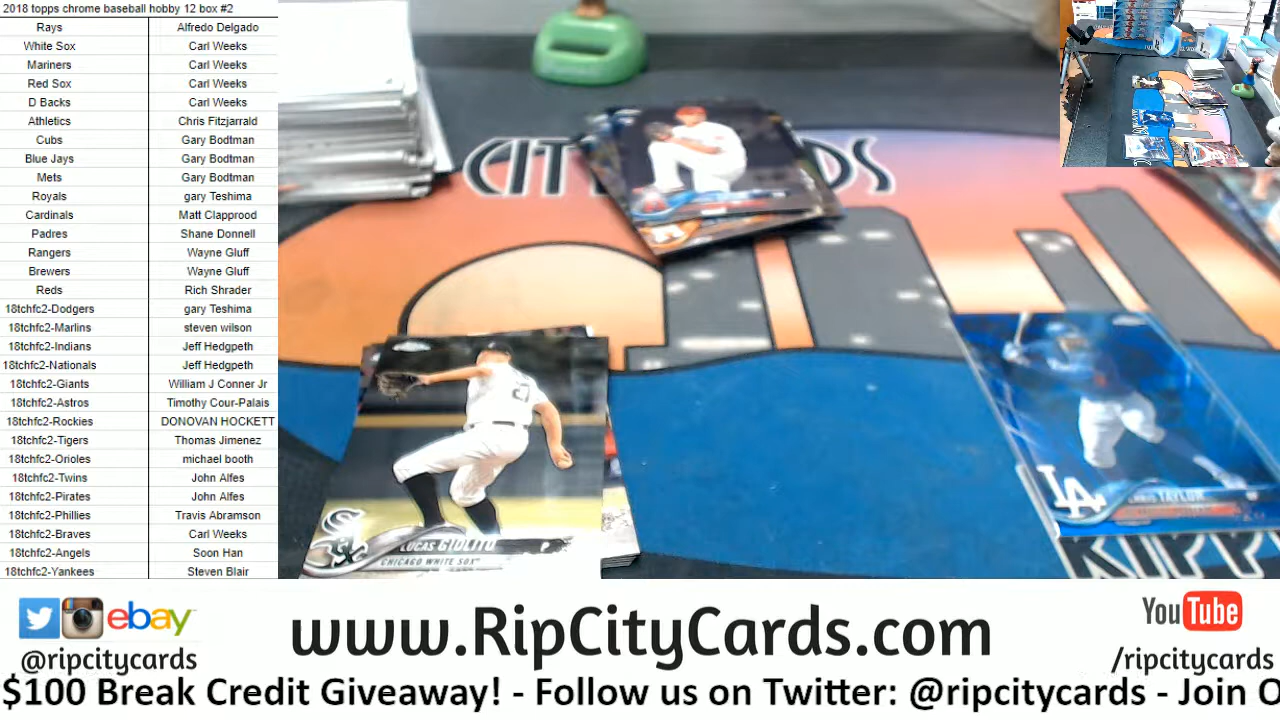 2018 topps chrome baseball hobby 12 box #2
Rays Alfredo Delgado
White Sox Carl Weeks
Mariners Carl Weeks
Red Sox Carl Weeks
D Backs Carl Weeks
Athletics Chris Fitzjarrald
Cubs Gary Bodtman
Blue Jays Gary Bodtman
Mets Gary Bodtman
Royals gary Teshima
Cardinals Matt Clapprood
Padres Shane Donnell
Rangers Wayne Gluff
Brewers Wayne Gluff
Reds Rich Shrader
18tchfc2-Dodgers gary Teshima
18tchfc2-Marlins steven wilson
18tchfc2-Indians Jeff Hedgpeth
18tchfc2-Nationals Jeff Hedgpeth
18tchfc2-Giants William J Conner Jr
18tchfc2-Astros Timothy Cour-Palais
18tchfc2-Rockies DONOVAN HOCKETT
18tchfc2-Tigers Thomas Jimenez
18tchfc2-Orioles michael booth
18tchfc2-Twins John Alfes
18tchfc2-Pirates John Alfes
18tchfc2-Phillies Travis Abramson
18tchfc2-Braves Carl Weeks
18tchfc2-Angels Soon Han
18tchfc2-Yankees Steven Blair
CIT DS
LA
CHRIS TAYLOR
Sox
LUCAS GIOLITO P
CHICAGO WHITE SOX
RIPP
ebay
@ripcitycards
www.RipCityCards.com
YouTube
/ripcitycards
$100 Break Credit Giveaway! - Follow us on Twitter: @ripcitycards - Join O